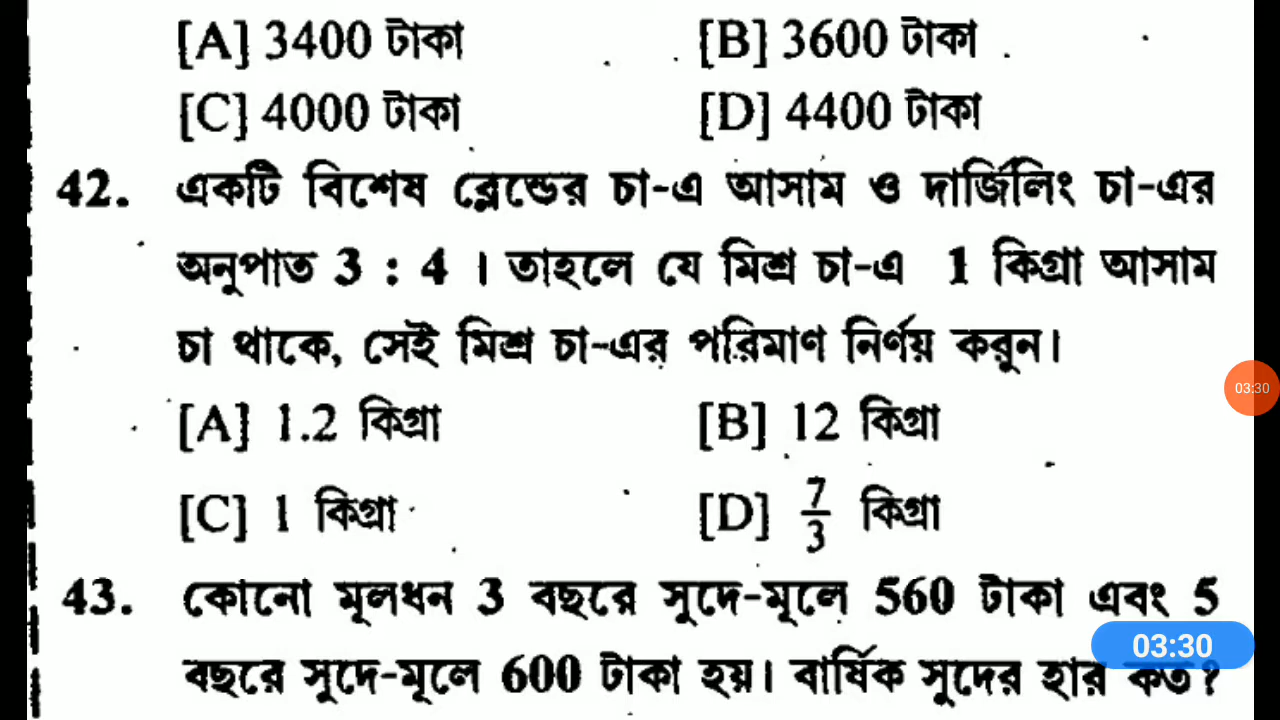 [A] 3400 টাকা [B] 3600 টাকা
[C] 4000 টাকা [D] 4400 টাকা
42. একটি বিশেষ ব্লেন্ডের চা-এ আসাম ও দার্জিলিং চা-এর
অনুপাত 3 : 4 । তাহলে যে মিশ্র চা-এ 1 কিগ্রা আসাম
চা থাকে, সেই মিশ্র চা-এর পরিমাণ নির্ণয় করুন।
[A] 1.2 কিগ্রা [B] 12 কিগ্রা
[C] 1 কিগ্রা [D] 7/3 কিগ্রা
43. কোনো মূলধন 3 বছরে সুদে-মূলে 560 টাকা এবং 5
বছরে সুদে-মূলে 600 টাকা হয়। বার্ষিক সুদের হার কত?
03:30
03:30